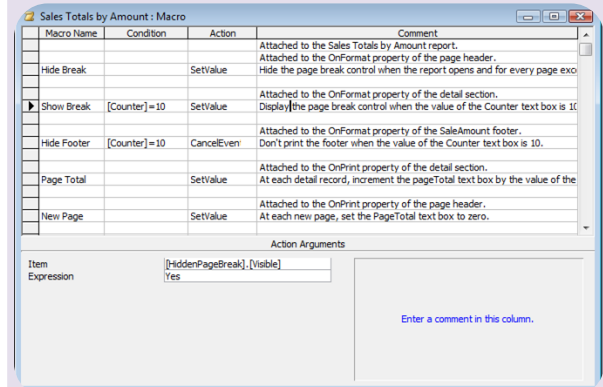 Sales Totals by Amount : Macro
Macro Name Condition Action Comment
Attached to the Sales Totals by Amount report.
Attached to the OnFormat property of the page header.
Hide Break SetValue Hide the page break control when the report opens and for every page exc
Attached to the OnFormat property of the detail section.
Show Break [Counter]=10 SetValue Display the page break control when the value of the Counter text box is 10
Attached to the OnFormat property of the SaleAmount footer.
Hide Footer [Counter]=10 CancelEven Don't print the footer when the value of the Counter text box is 10.
Attached to the OnPrint property of the detail section.
Page Total SetValue At each detail record, increment the pageTotal text box by the value of the
Attached to the OnPrint property of the page header.
New Page SetValue At each new page, set the PageTotal text box to zero.
Action Arguments
Item [HiddenPageBreak].[Visible]
Expression Yes
Enter a comment in this column.